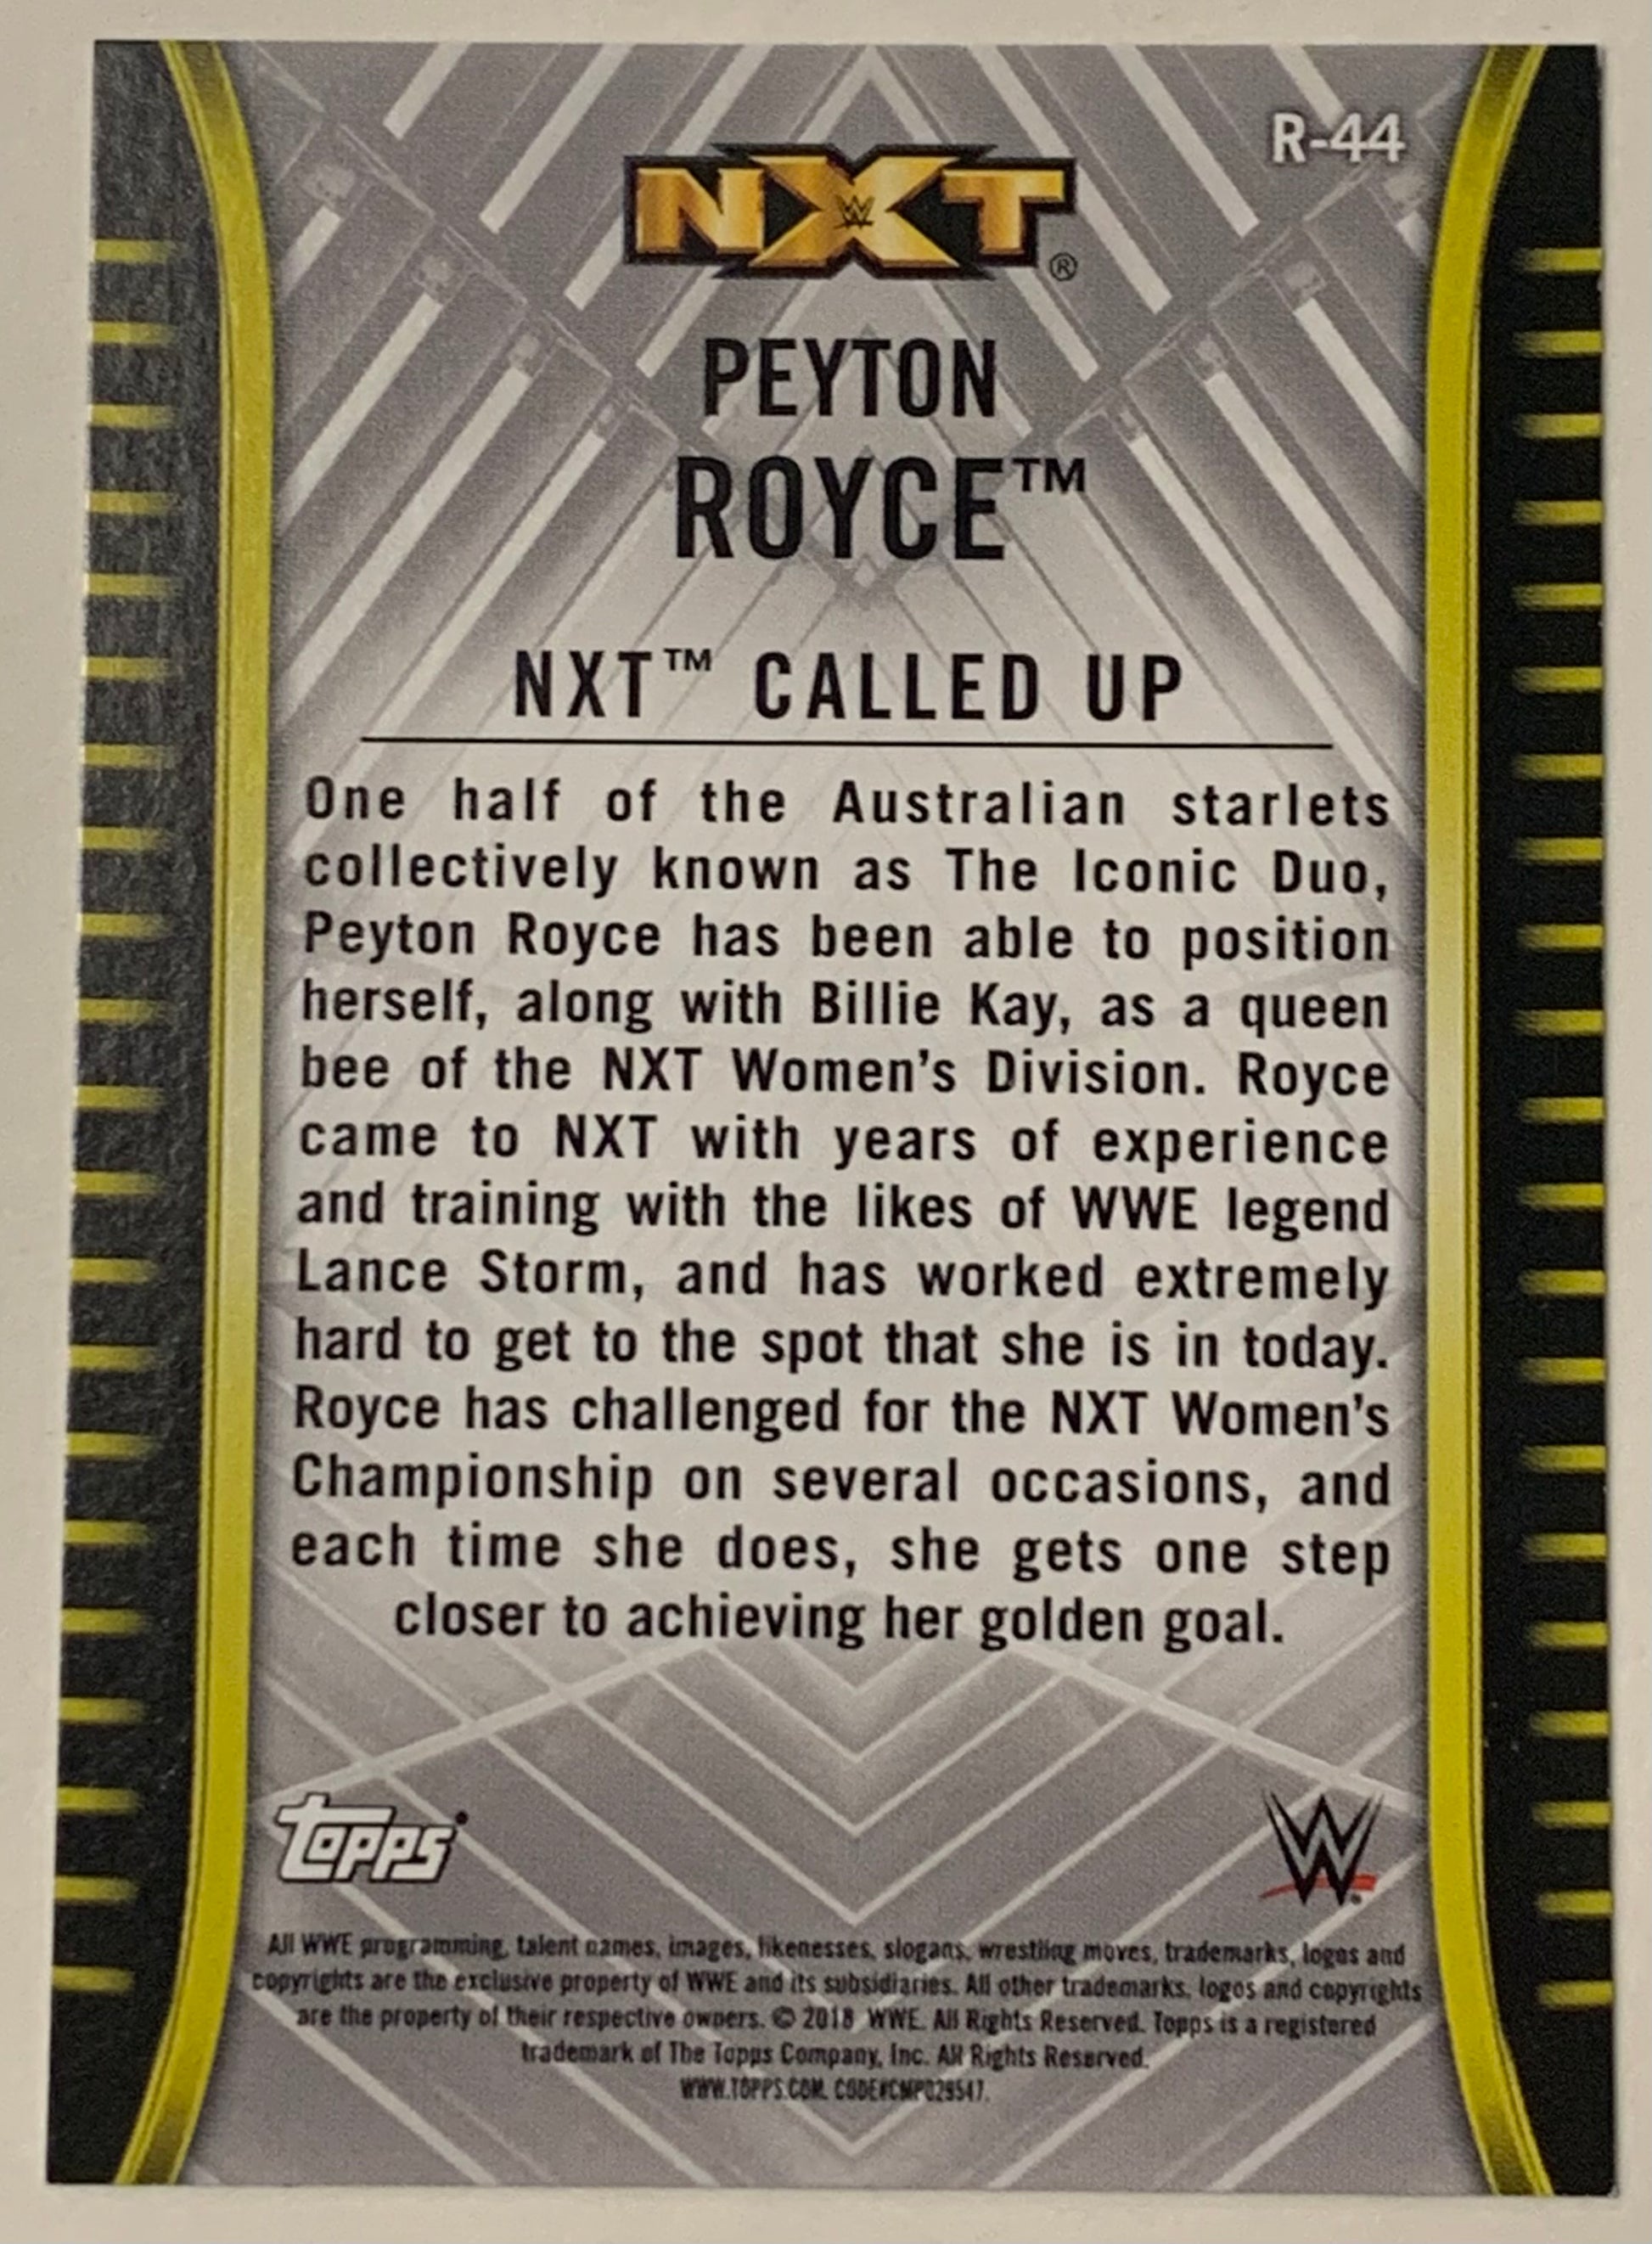 R-44
NXT
W
®
PEYTON
ROYCE™
NXT™ CALLED UP
One half of the Australian starlets
collectively known as The Iconic Duo,
Peyton Royce has been able to position
herself, along with Billie Kay, as a queen
bee of the NXT Women's Division. Royce
came to NXT with years of experience
and training with the likes of WWE legend
Lance Storm, and has worked extremely
hard to get to the spot that she is in today.
Royce has challenged for the NXT Women's
Championship on several occasions, and
each time she does, she gets one step
closer to achieving her golden goal.
Topps
W
All WWE programming, talent names, images, likenesses, slogans, wrestling moves, trademarks, logos and
copyrights are the exclusive property of WWE and its subsidiaries. All other trademarks, logos and copyrights
are the property of their respective owners. © 2018 WWE. All Rights Reserved. Topps is a registered
trademark of The Topps Company, Inc. All Rights Reserved.
WWW.TOPPS.COM. CODE#CMP029547.